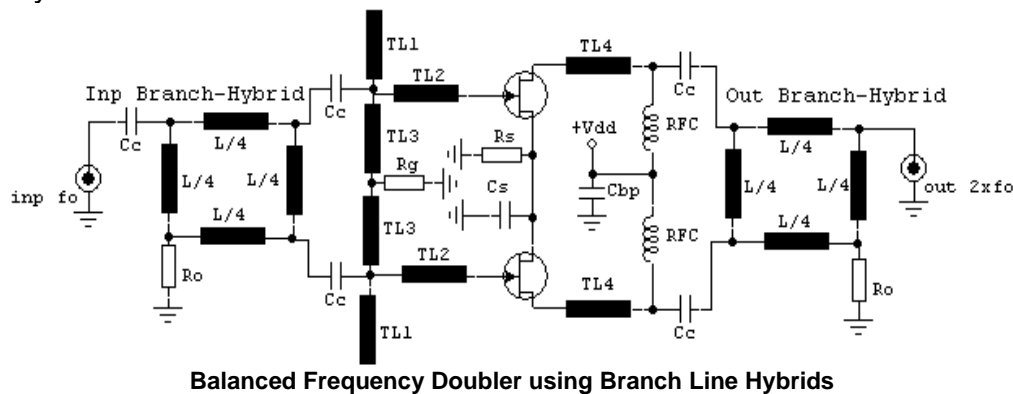 TL1
TL4
TL2
Cc
Cc
Inp Branch-Hybrid
Out Branch-Hybrid
+Vdd
RFC
Cc
L/4
TL3
Rs
L/4
L/4
L/4
Rg
Cs
Cbp
L/4
L/4
inp fo
out 2xfo
L/4
L/4
TL3
TL2
RFC
Ro
Cc
TL4
Ro
Cc
TL1
Balanced Frequency Doubler using Branch Line Hybrids